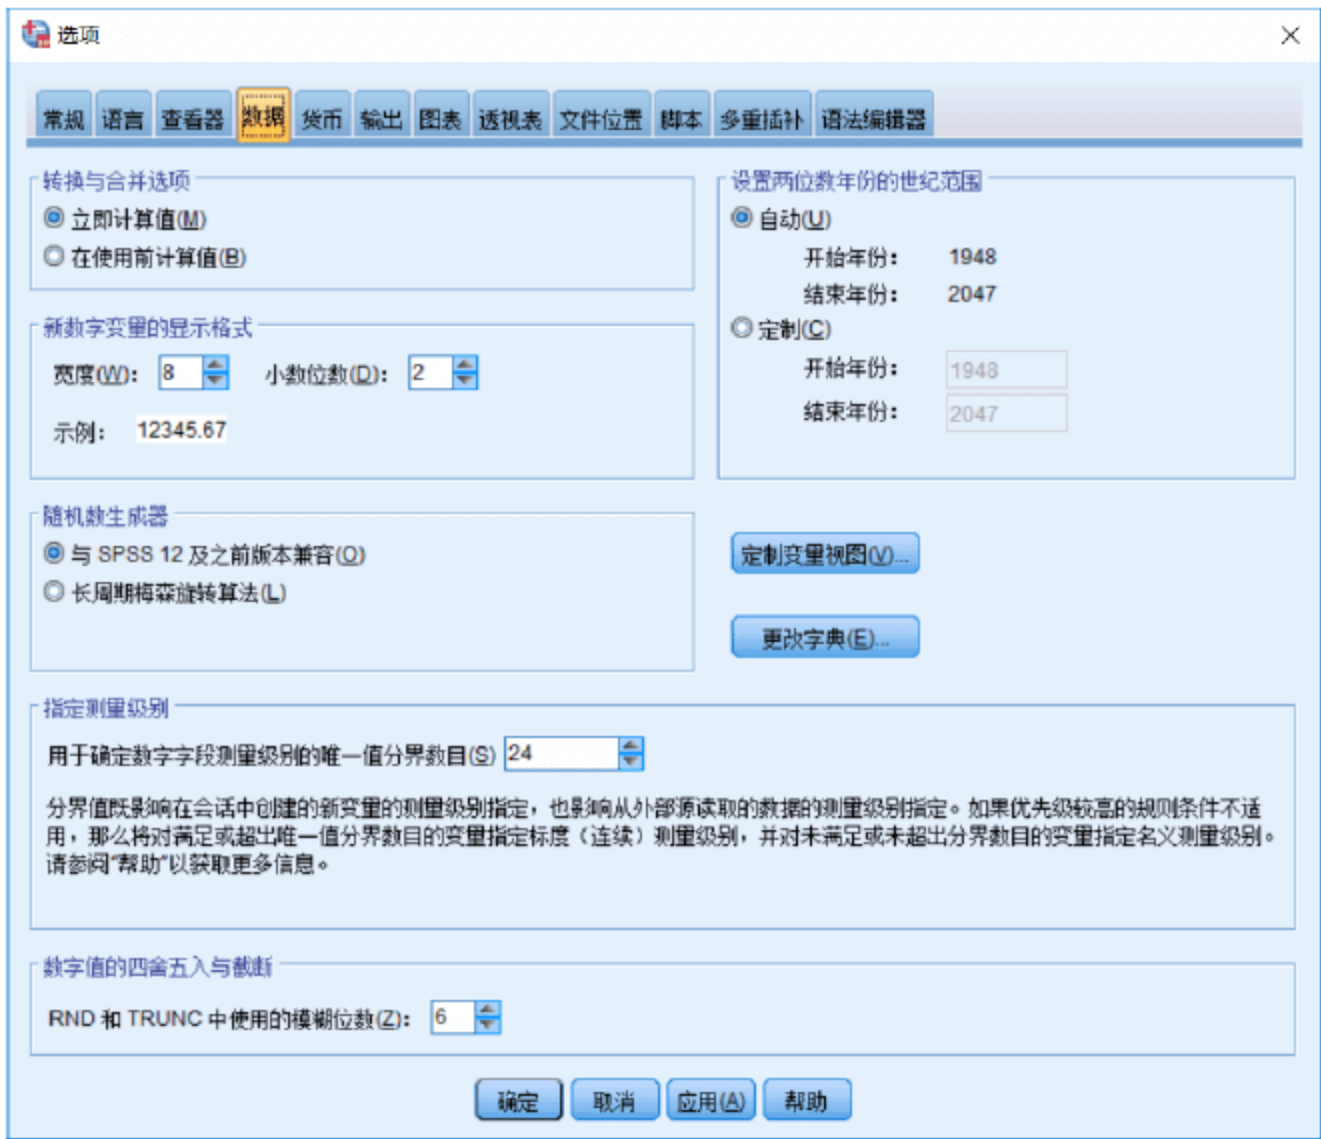 选项
常规 语言 查看器 数据 货币 输出 图表 透视表 文件位置 脚本 多重插补 语法编辑器
转换与合并选项
立即计算值(M)
在使用前计算值(B)
新数字变量的显示格式
宽度(W): 8 小数位数(D): 2
示例: 12345.67
随机数生成器
与 SPSS 12 及之前版本兼容(O)
长周期梅森旋转算法(L)
设置两位数年份的世纪范围
自动(U)
开始年份: 1948
结束年份: 2047
定制(C)
开始年份: 1948
结束年份: 2047
定制变量视图(V)...
更改字典(E)...
指定测量级别
用于确定数字字段测量级别的唯一值分界数目(S) 24
分界值既影响在会话中创建的新变量的测量级别指定，也影响从外部源读取的数据的测量级别指定。如果优先级较高的规则条件不适
用，那么将对满足或超出唯一值分界数目的变量指定标度（连续）测量级别，并对未满足或未超出分界数目的变量指定名义测量级别。
请参阅"帮助"以获取更多信息。
数字值的四舍五入与截断
RND 和 TRUNC 中使用的模糊位数(Z): 6
确定 取消 应用(A) 帮助